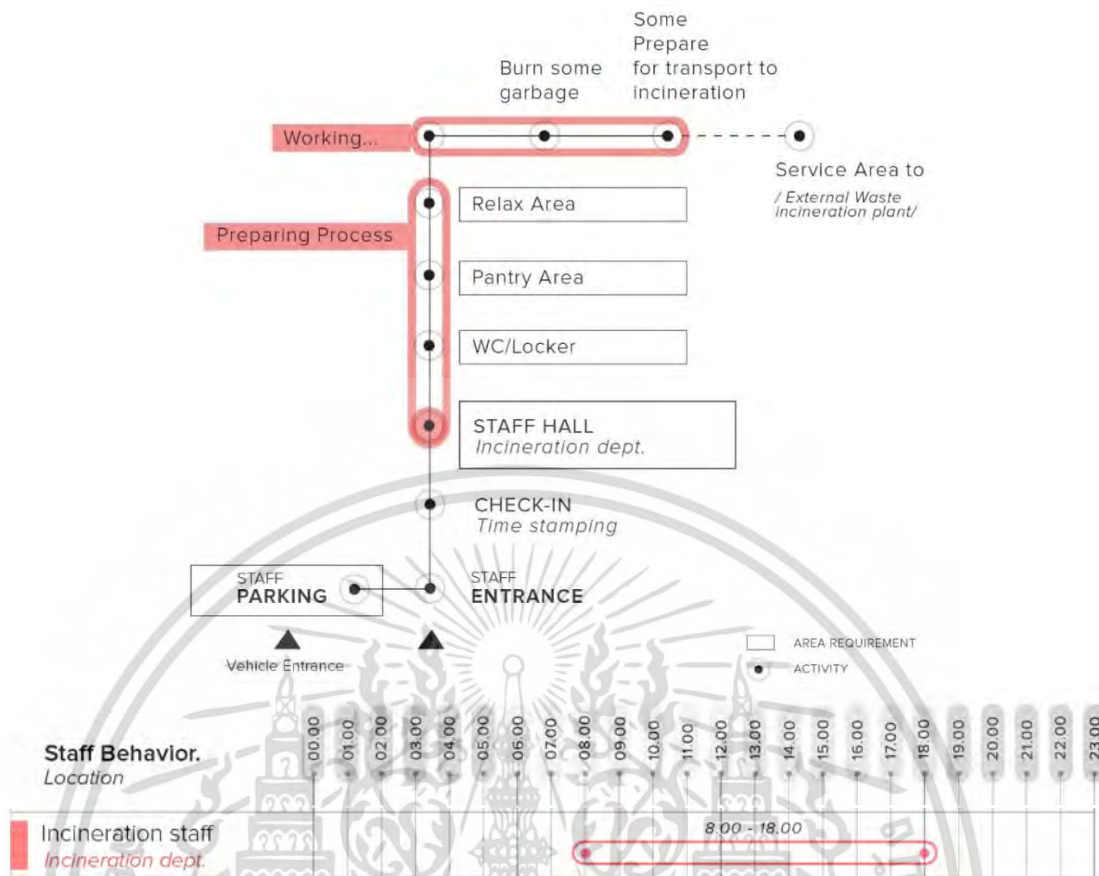 Some
Prepare
for transport to
incineration
Burn some
garbage
Working...
Service Area to
/ External Waste
incineration plant/
Relax Area
Preparing Process
Pantry Area
WC/Locker
STAFF HALL
Incineration dept.
CHECK-IN
Time stamping
STAFF
PARKING
STAFF
ENTRANCE
Vehicle Entrance
AREA REQUIREMENT
ACTIVITY
Staff Behavior.
Location
00.00 01.00 02.00 03.00 04.00 05.00 06.00 07.00 08.00 09.00 10.00 11.00 12.00 13.00 14.00 15.00 16.00 17.00 18.00 19.00 20.00 21.00 22.00 23.00
Incineration staff
Incineration dept.
8.00 - 18.00